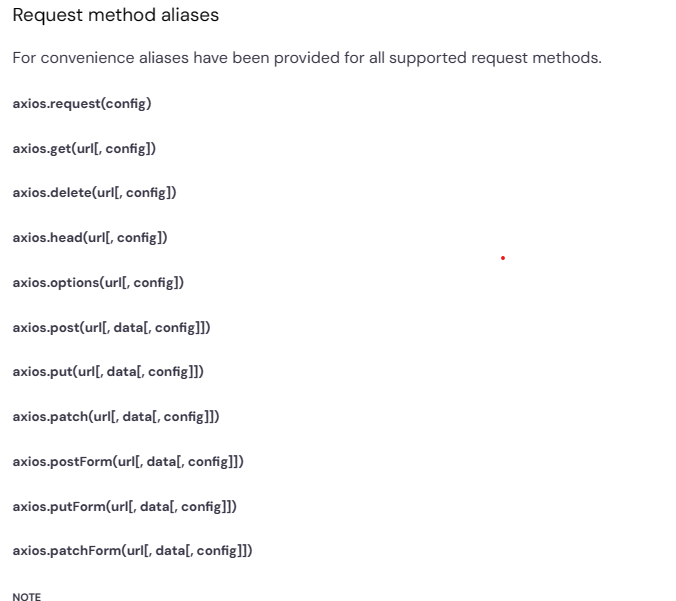 Request method aliases
For convenience aliases have been provided for all supported request methods.
axios.request(config)
axios.get(url[, config])
axios.delete(url[, config])
axios.head(url[, config])
axios.options(url[, config])
axios.post(url[, data[, config]])
axios.put(url[, data[, config]])
axios.patch(url[, data[, config]])
axios.postForm(url[, data[, config]])
axios.putForm(url[, data[, config]])
axios.patchForm(url[, data[, config]])
NOTE